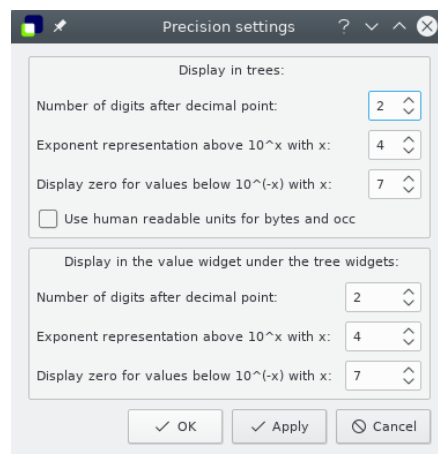 Precision settings
Display in trees:
Number of digits after decimal point: 2
Exponent representation above 10^x with x: 4
Display zero for values below 10^(-x) with x: 7
Use human readable units for bytes and occ
Display in the value widget under the tree widgets:
Number of digits after decimal point: 2
Exponent representation above 10^x with x: 4
Display zero for values below 10^(-x) with x: 7
OK Apply Cancel